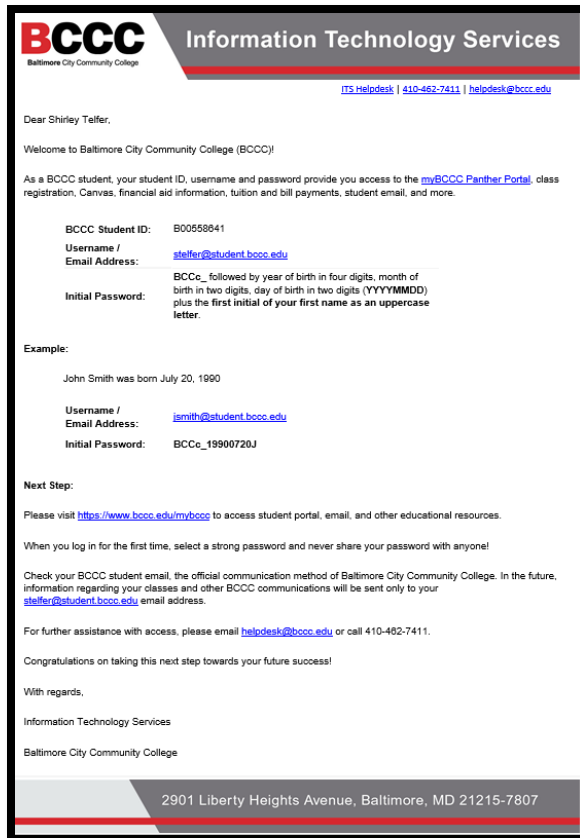 BCCC
Baltimore City Community College
Information Technology Services
ITS Helpdesk | 410-462-7411 | helpdesk@bccc.edu
Dear Shirley Telfer,
Welcome to Baltimore City Community College (BCCC)!
As a BCCC student, your student ID, username and password provide you access to the myBCCC Panther Portal, class
registration, Canvas, financial aid information, tuition and bill payments, student email, and more.
BCCC Student ID: B00558641
Username /
Email Address: stelfer@student.bccc.edu
Initial Password: BCCc_ followed by year of birth in four digits, month of
birth in two digits, day of birth in two digits (YYYYMMDD)
plus the first initial of your first name as an uppercase
letter.
Example:
John Smith was born July 20, 1990
Username /
Email Address: jsmith@student.bccc.edu
Initial Password: BCCc_19900720J
Next Step:
Please visit https://www.bccc.edu/mybccc to access student portal, email, and other educational resources.
When you log in for the first time, select a strong password and never share your password with anyone!
Check your BCCC student email, the official communication method of Baltimore City Community College. In the future,
information regarding your classes and other BCCC communications will be sent only to your
stelfer@student.bccc.edu email address.
For further assistance with access, please email helpdesk@bccc.edu or call 410-462-7411.
Congratulations on taking this next step towards your future success!
With regards,
Information Technology Services
Baltimore City Community College
2901 Liberty Heights Avenue, Baltimore, MD 21215-7807